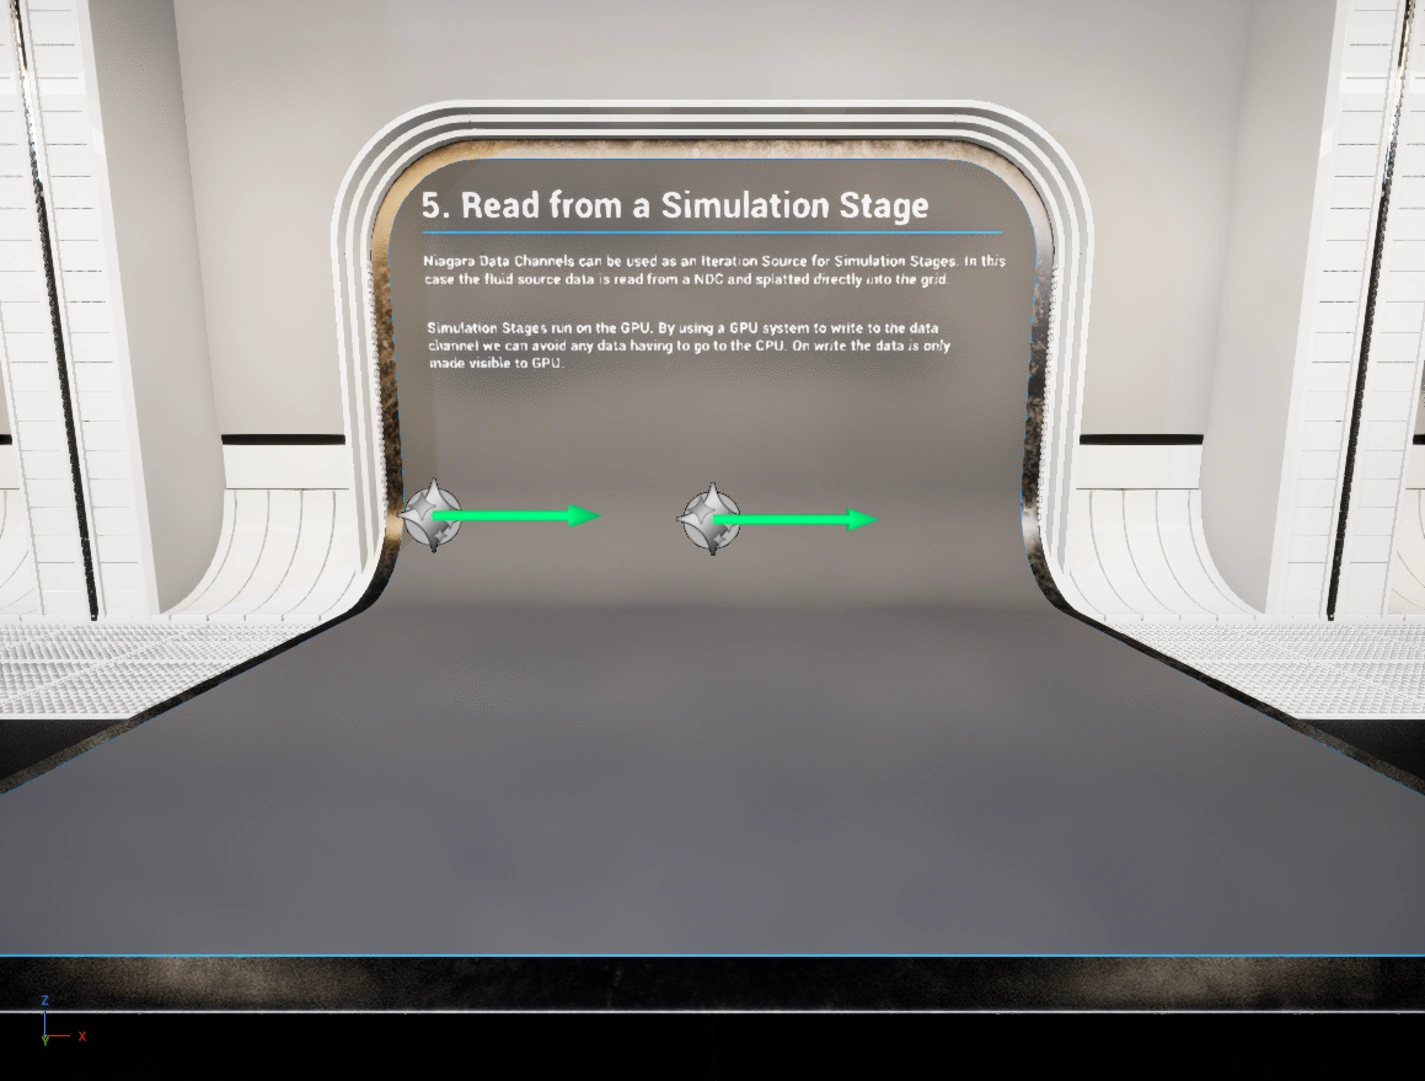 5. Read from a Simulation Stage
Niagara Data Channels can be used as an Iteration Source for Simulation Stages. In this
case the fluid source data is read from a NDC and splatted directly into the grid.
Simulation Stages run on the GPU. By using a GPU system to write to the data
channel we can avoid any data having to go to the CPU. On write the data is only
made visible to GPU.
Z
X
Y